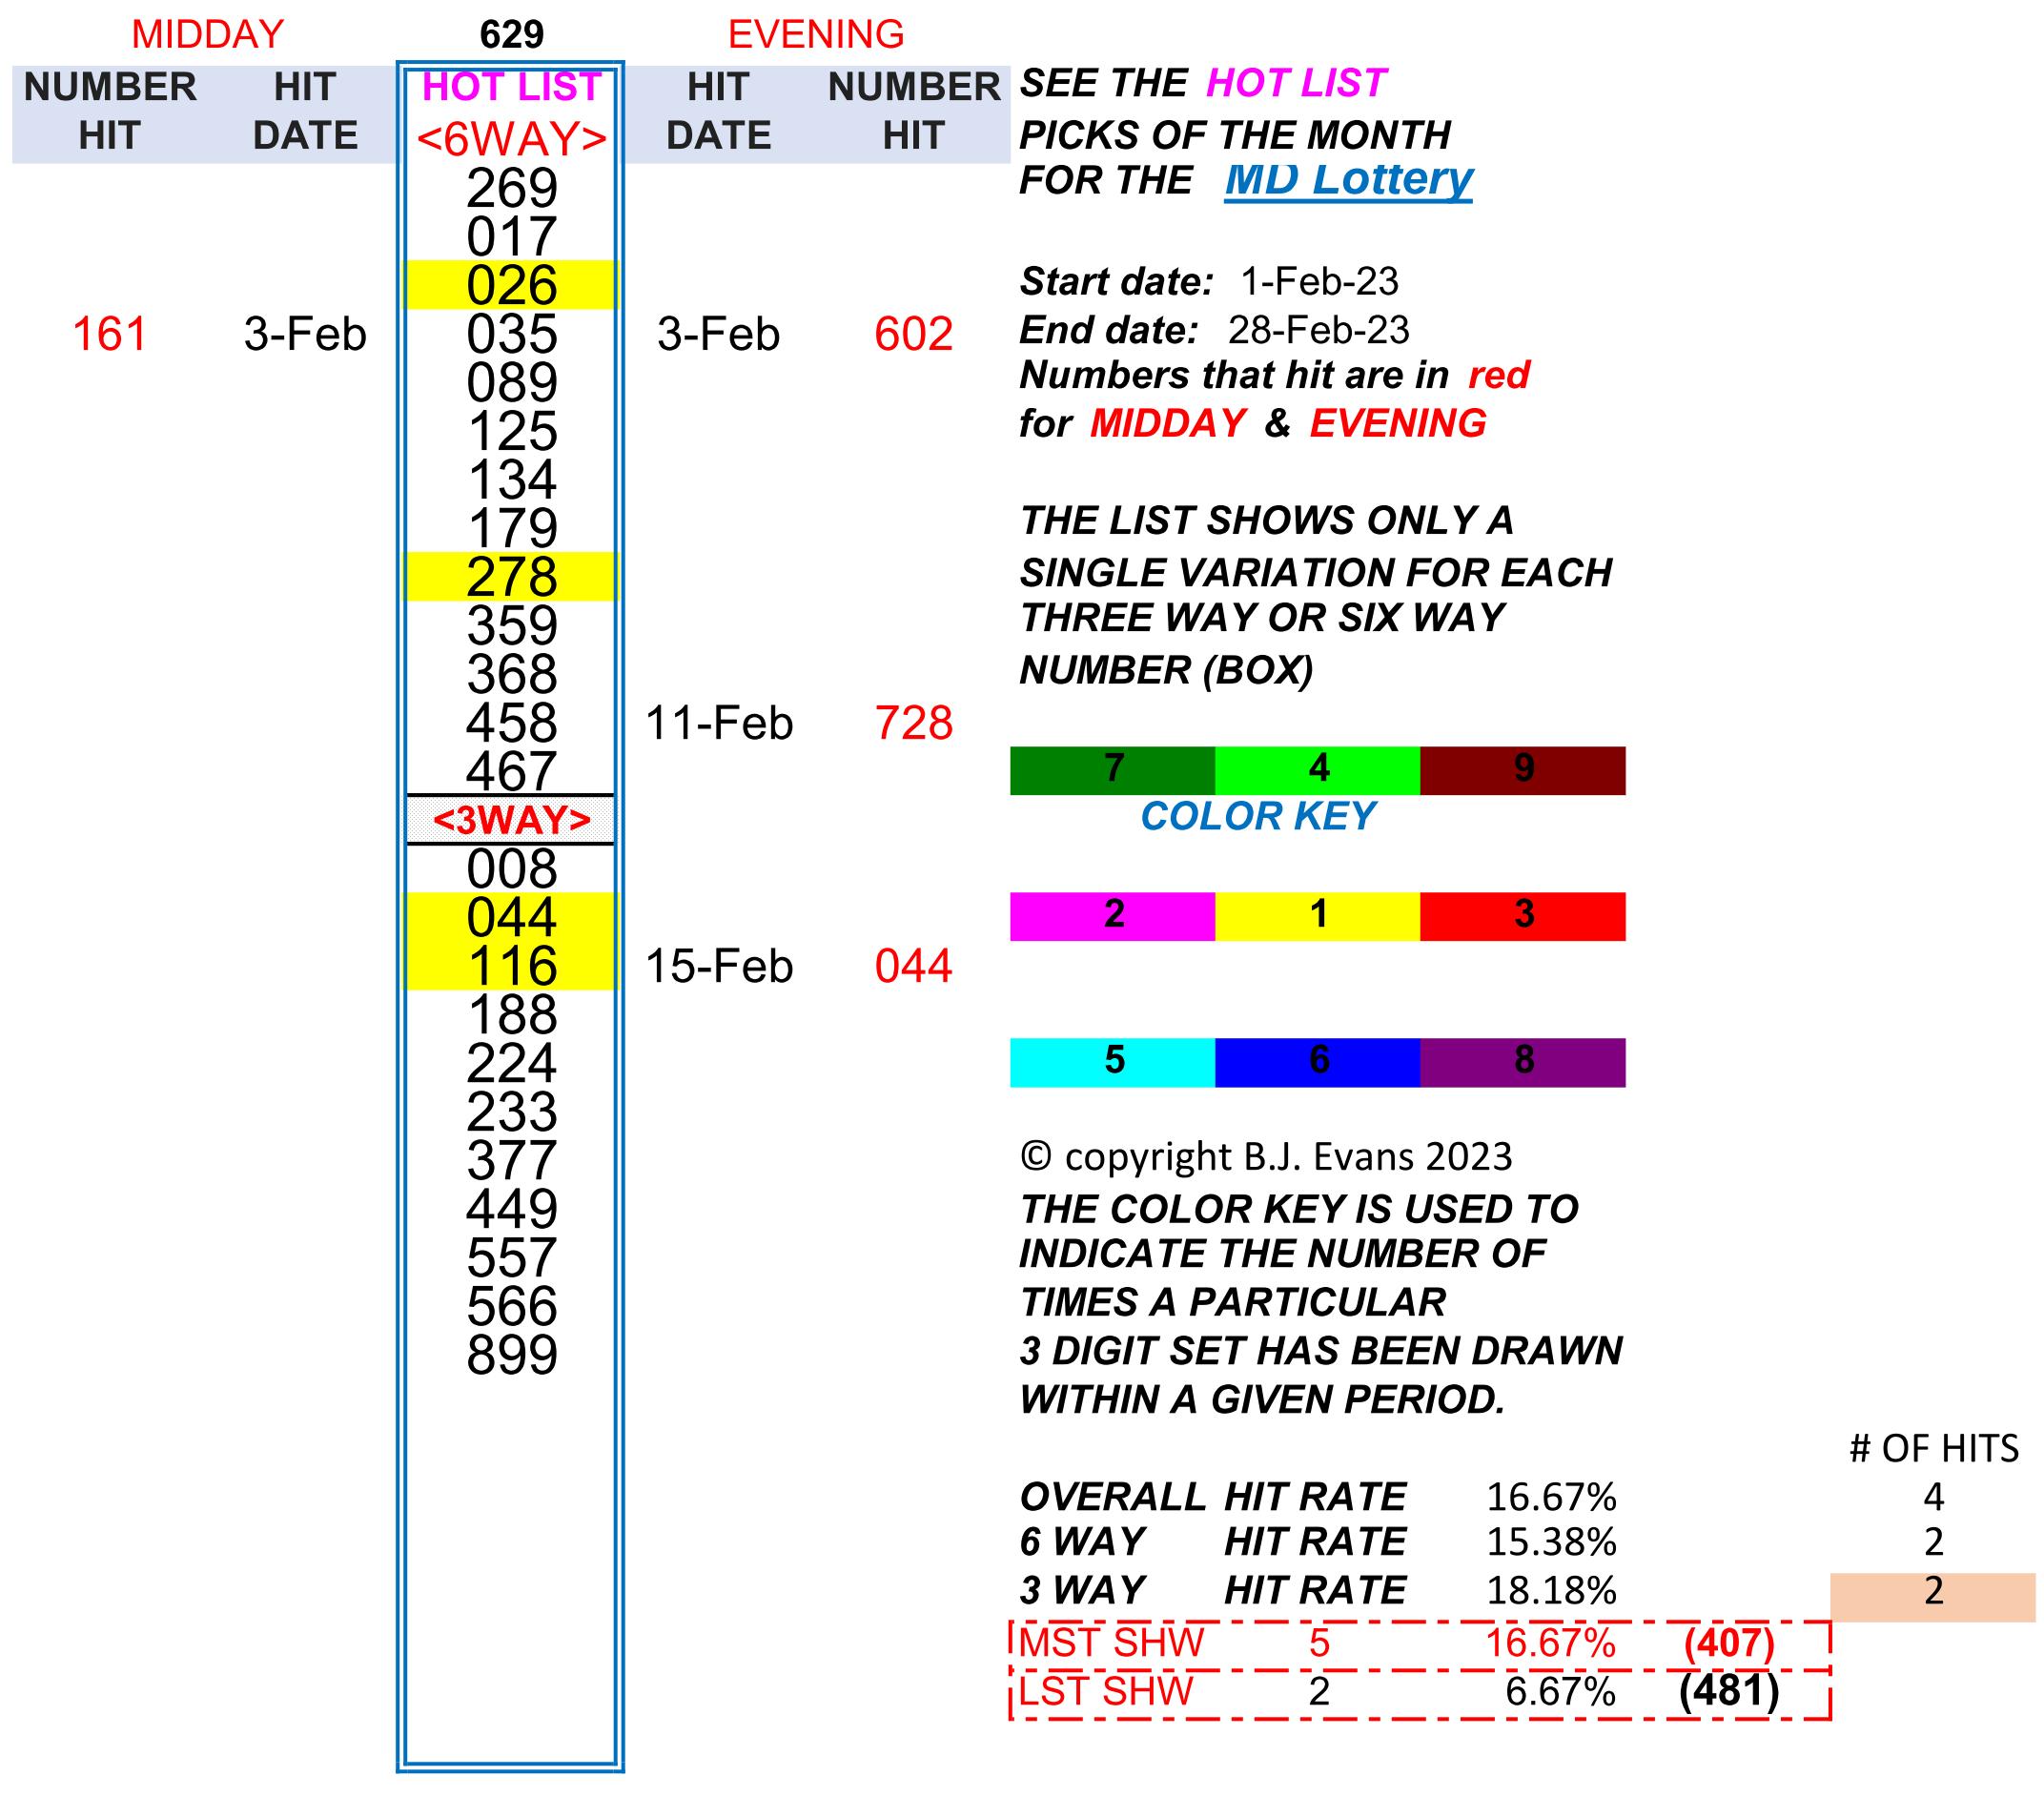 MIDDAY 629 EVENING
NUMBER HIT HOT LIST HIT NUMBER SEE THE HOT LIST
HIT DATE <6WAY> DATE HIT PICKS OF THE MONTH
269 FOR THE MD Lottery
017
026 Start date: 1-Feb-23
161 3-Feb 035 3-Feb 602 End date: 28-Feb-23
089 Numbers that hit are in red
125 for MIDDAY & EVENING
134
179 THE LIST SHOWS ONLY A
278 SINGLE VARIATION FOR EACH
359 THREE WAY OR SIX WAY
368 NUMBER (BOX)
458 11-Feb 728
467 7 4 9
<3WAY> COLOR KEY
008
044 2 1 3
116 15-Feb 044
188
224 5 6 8
233
377 © copyright B.J. Evans 2023
449 THE COLOR KEY IS USED TO
557 INDICATE THE NUMBER OF
566 TIMES A PARTICULAR
899 3 DIGIT SET HAS BEEN DRAWN
WITHIN A GIVEN PERIOD.
# OF HITS
OVERALL HIT RATE 16.67% 4
6 WAY HIT RATE 15.38% 2
3 WAY HIT RATE 18.18% 2
MST SHW 5 16.67% (407)
LST SHW 2 6.67% (481)